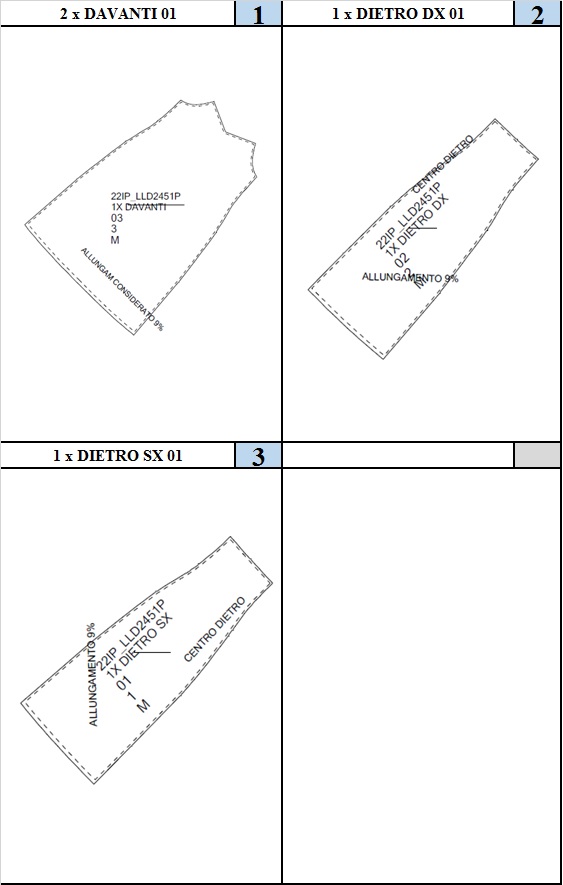 2 x DAVANTI 01
1
1 x DIETRO DX 01
2
22IP_LLD2451P
1X DAVANTI
03
3
M
ALLUNGAM CONSIDERATO 9%
CENTRO DIETRO
22IP_LLD2451P
1X DIETRO DX
02
2
M
ALLUNGAMENTO 9%
1 x DIETRO SX 01
3
22IP_LLD2451P
1X DIETRO SX
01
1
M
ALLUNGAMENTO 9%
CENTRO DIETRO